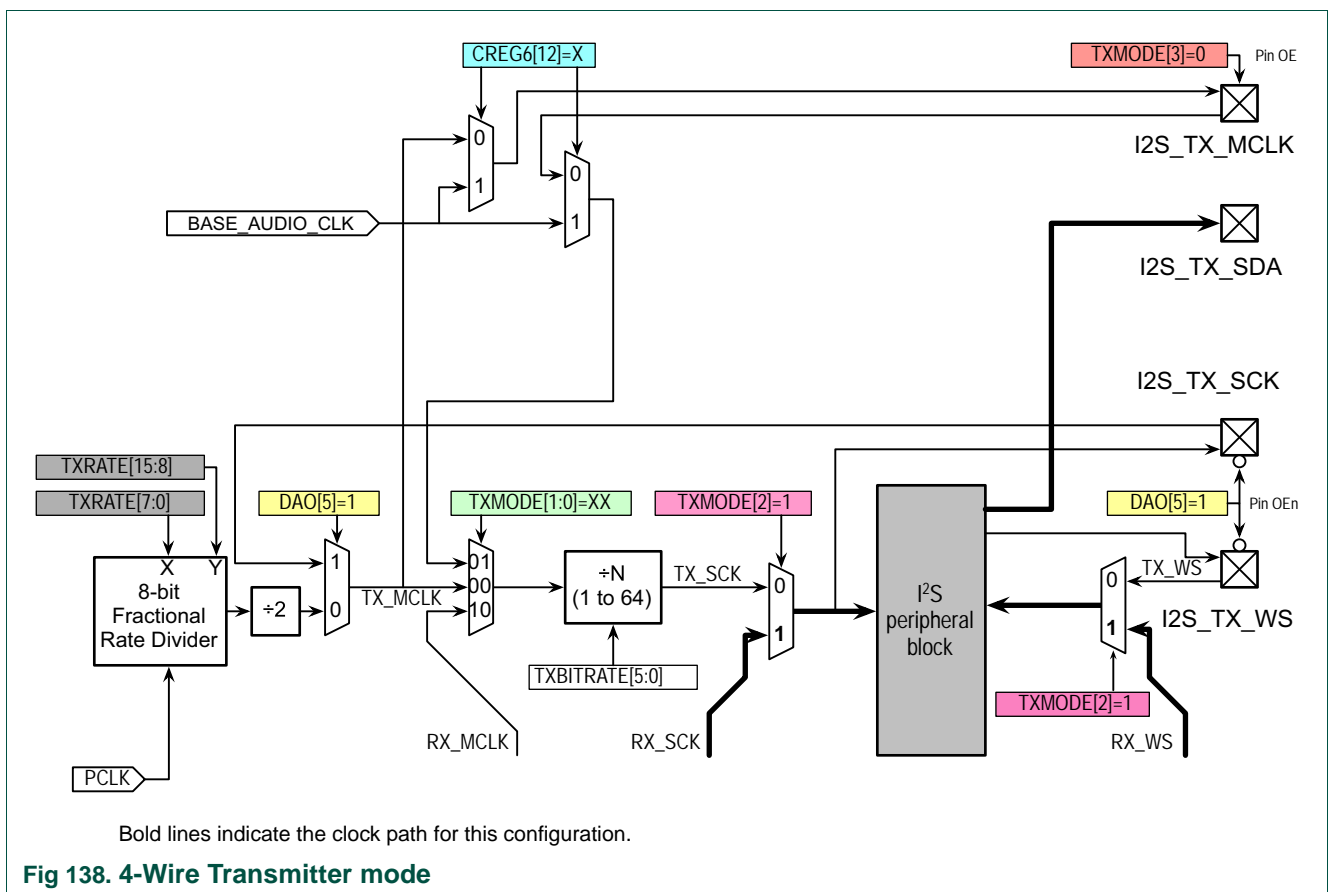 CREG6[12]=X
TXMODE[3]=0
Pin OE
0
1
I2S_TX_MCLK
0
1
BASE_AUDIO_CLK
I2S_TX_SDA
I2S_TX_SCK
TXRATE[15:8]
TXRATE[7:0]
DAO[5]=1
TXMODE[1:0]=XX
TXMODE[2]=1
DAO[5]=1
Pin OEn
X
Y
8-bit
Fractional
Rate Divider
÷2
1
0
TX_MCLK
01
00
10
÷N
(1 to 64)
TX_SCK
0
1
I²S
peripheral
block
TX_WS
0
1
I2S_TX_WS
TXBITRATE[5:0]
TXMODE[2]=1
RX_MCLK
RX_SCK
RX_WS
PCLK
Bold lines indicate the clock path for this configuration.
Fig 138. 4-Wire Transmitter mode